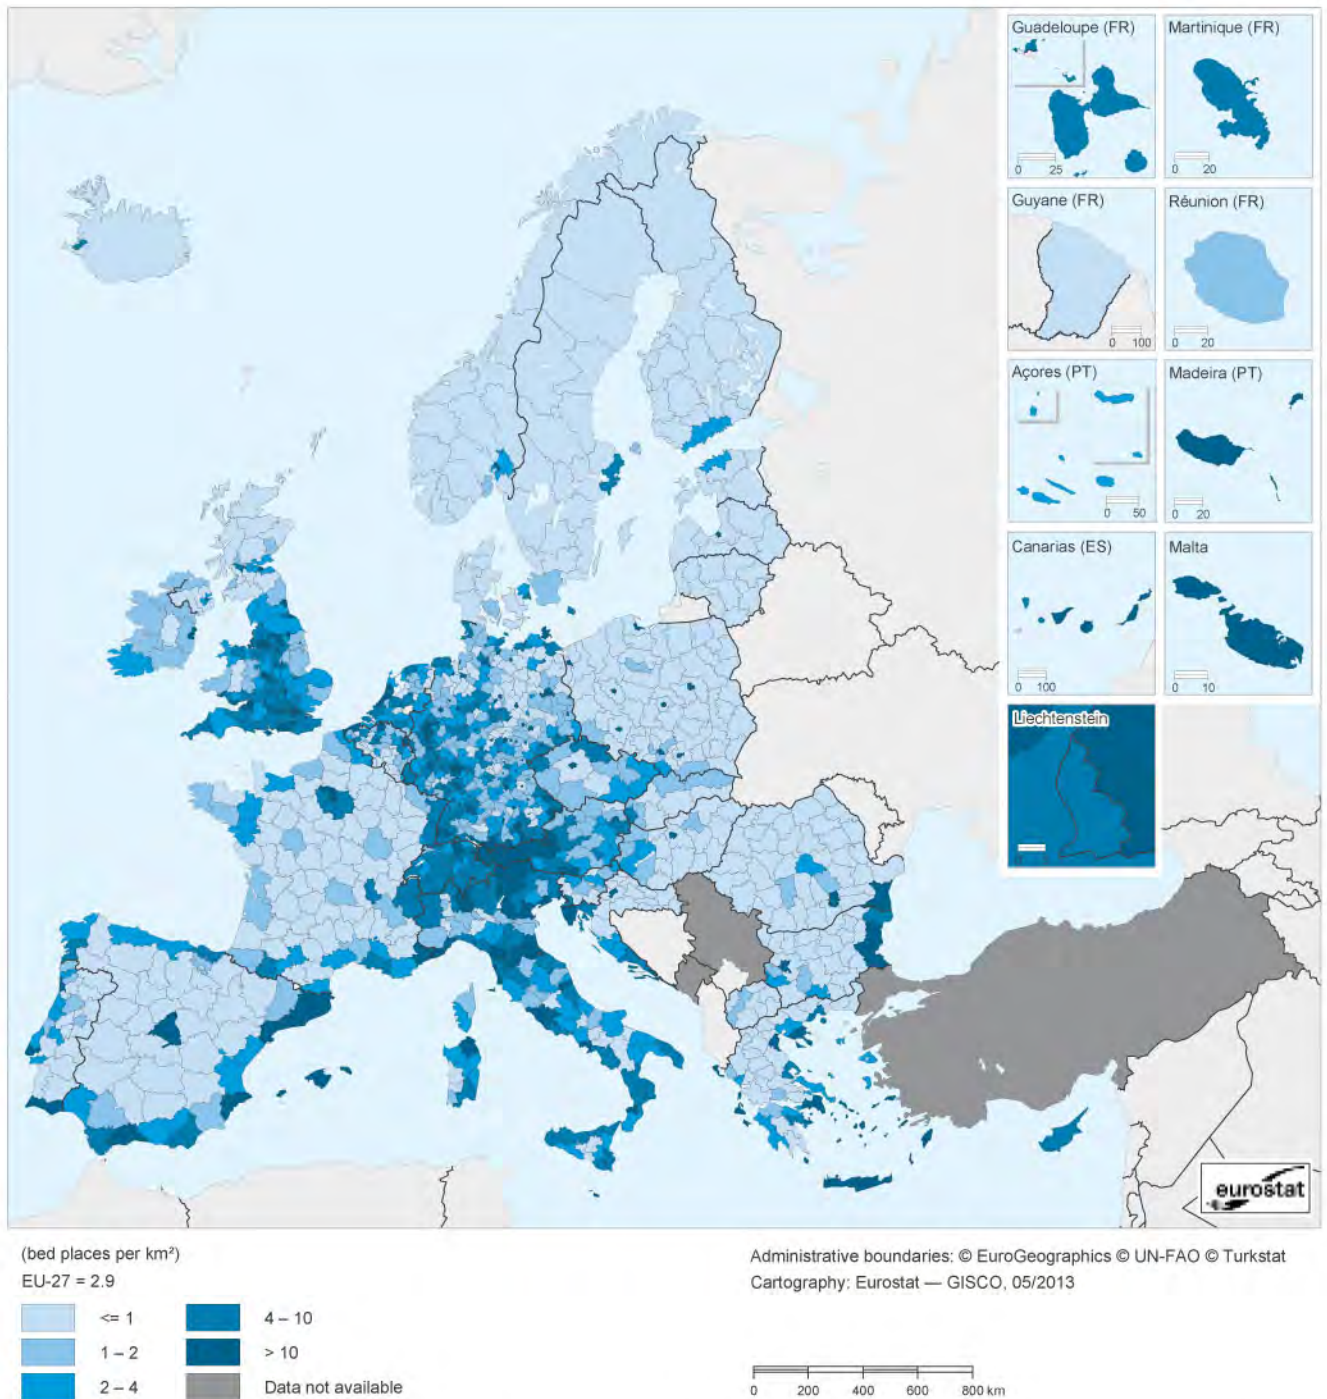 Guadeloupe (FR)
0 25
Martinique (FR)
0 20
Guyane (FR)
0 100
Réunion (FR)
0 20
Açores (PT)
0 50
Madeira (PT)
0 20
Canarias (ES)
0 100
Malta
0 10
Liechtenstein
eurostat
(bed places per km²)
EU-27 = 2.9
<= 1
1 – 2
2 – 4
4 – 10
> 10
Data not available
Administrative boundaries: © EuroGeographics © UN-FAO © Turkstat
Cartography: Eurostat — GISCO, 05/2013
0 200 400 600 800 km